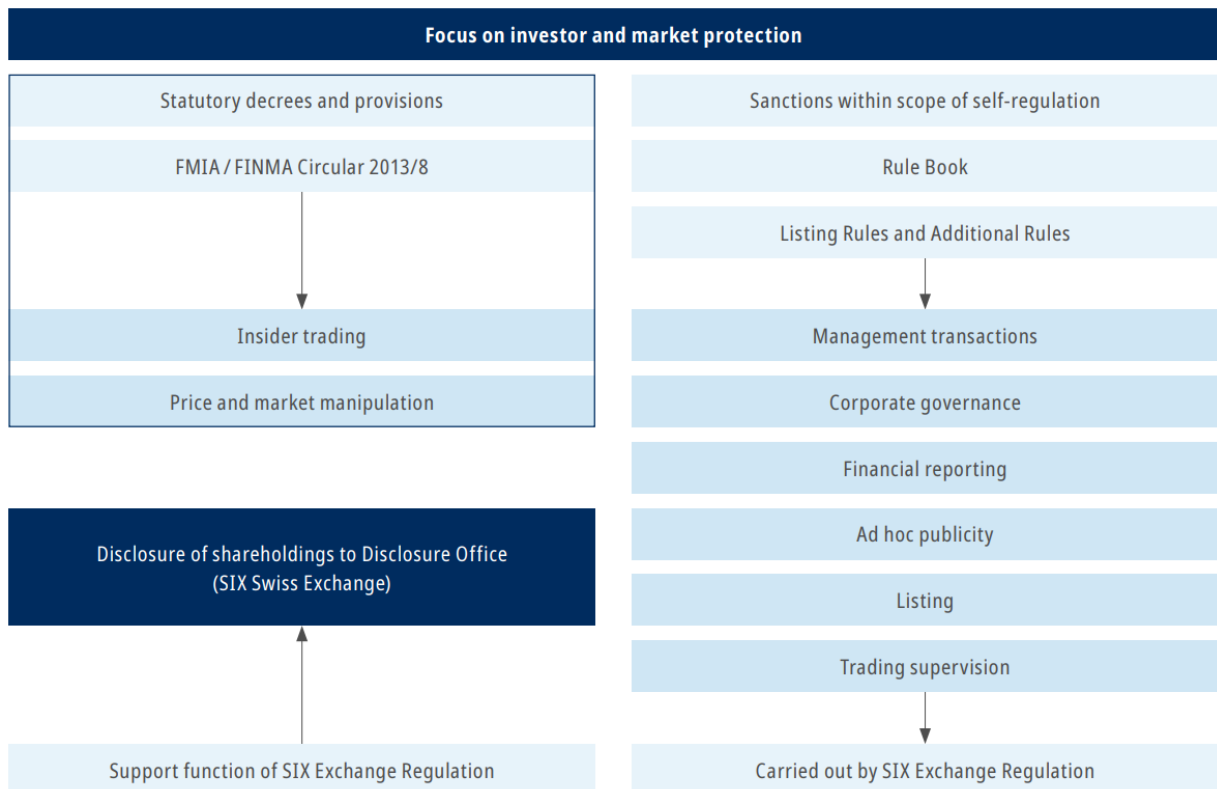 Focus on investor and market protection
Statutory decrees and provisions
FMIA / FINMA Circular 2013/8
Insider trading
Price and market manipulation
Disclosure of shareholdings to Disclosure Office
(SIX Swiss Exchange)
Support function of SIX Exchange Regulation
Sanctions within scope of self-regulation
Rule Book
Listing Rules and Additional Rules
Management transactions
Corporate governance
Financial reporting
Ad hoc publicity
Listing
Trading supervision
Carried out by SIX Exchange Regulation